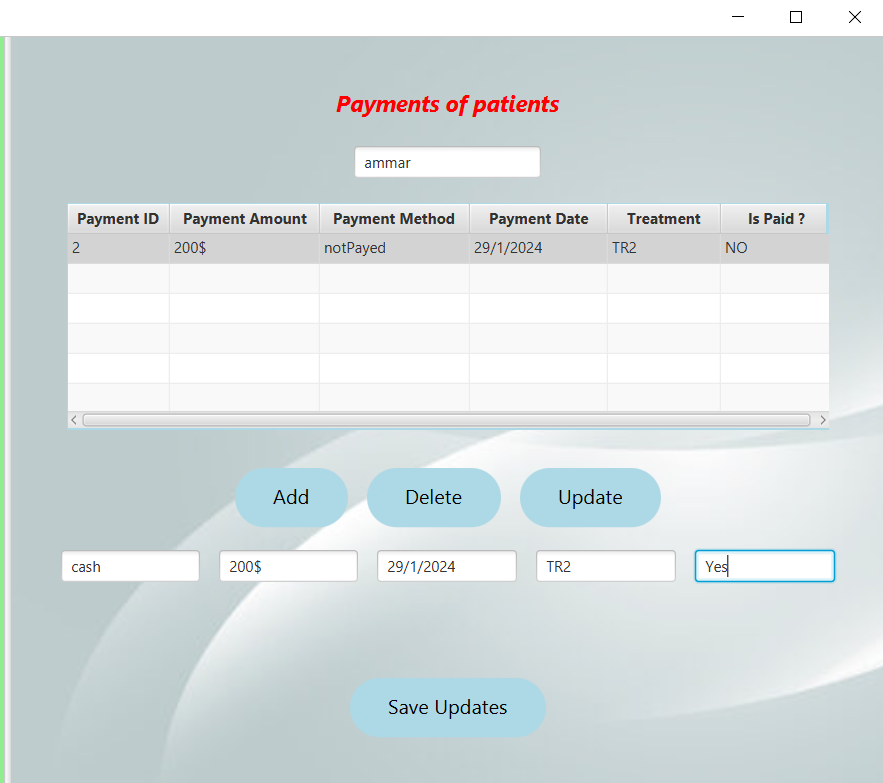 Payments of patients
ammar
Payment ID Payment Amount Payment Method Payment Date Treatment Is Paid ?
2 200$ notPayed 29/1/2024 TR2 NO
Add Delete Update
cash 200$ 29/1/2024 TR2 Yes
Save Updates